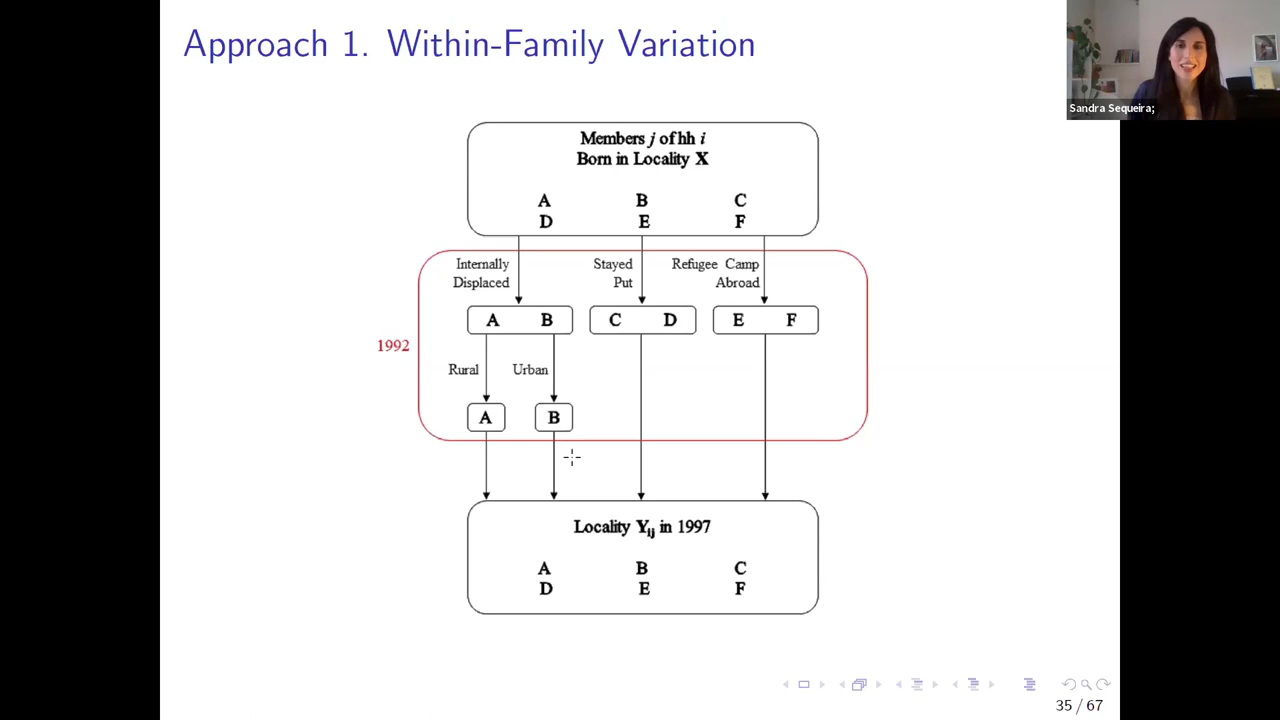 Approach 1. Within-Family Variation
Sandra Sequeira;
Members j of hh i
Born in Locality X
A B C
D E F
Internally Displaced
Stayed Put
Refugee Camp Abroad
A B
C D
E F
1992
Rural
Urban
A
B
Locality Yij in 1997
A B C
D E F
35 / 67